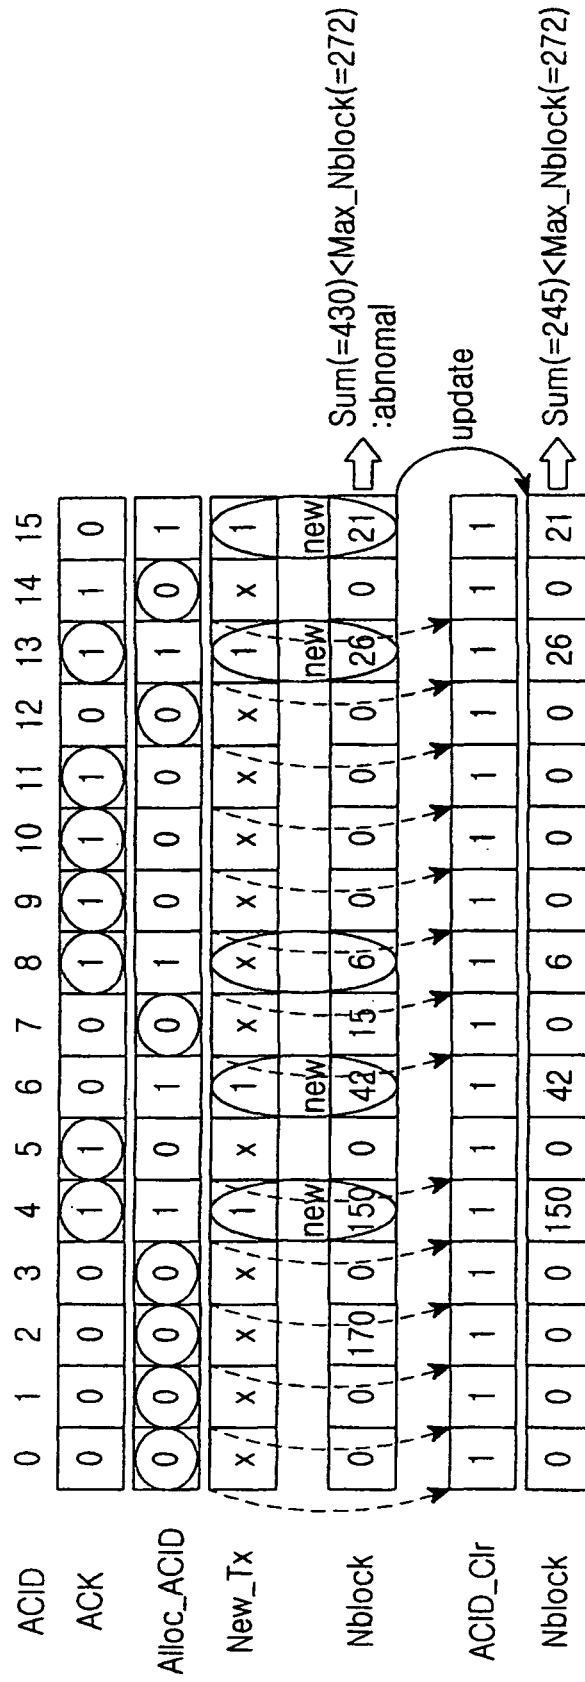 ACID 0 1 2 3 4 5 6 7 8 9 10 11 12 13 14 15
ACK 0 0 0 0 1 1 0 0 1 1 1 1 0 1 1 0
Alloc_ACID 0 0 0 0 1 0 1 0 1 0 0 0 0 1 0 1
New_Tx x x x x 1 x 1 x x x x x x 1 x 1
new new new new
Nblock 0 0 170 0 150 0 42 15 6 0 0 0 0 26 0 21 Sum(=430)<Max_Nblock(=272)
:abnomal
update
ACID_Clr 1 1 1 1 1 1 1 1 1 1 1 1 1 1 1 1
Nblock 0 0 0 0 150 0 42 0 6 0 0 0 0 26 0 21 Sum(=245)<Max_Nblock(=272)